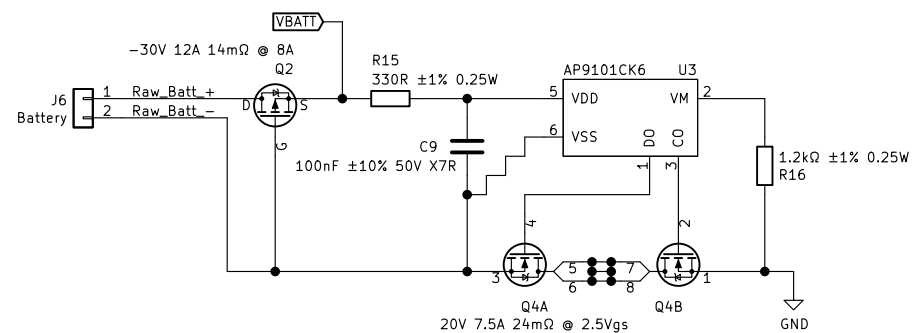 VBATT
-30V 12A 14mΩ @ 8A
Q2
J6
Battery
1 Raw_Batt_+
2 Raw_Batt_-
D
S
G
R15
330R ±1% 0.25W
C9
100nF ±10% 50V X7R
AP9101CK6 U3
5 VDD
VM 2
6 VSS
DO
CO
1
3
1.2kΩ ±1% 0.25W
R16
4
2
3
5
7
6
8
1
Q4A
Q4B
20V 7.5A 24mΩ @ 2.5Vgs
GND